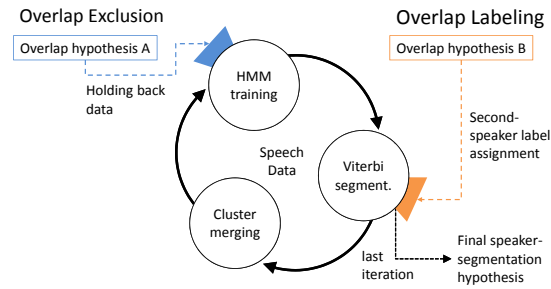 Overlap Exclusion
Overlap Labeling
Overlap hypothesis A
Overlap hypothesis B
Holding back
data
HMM
training
Second-
speaker label
assignment
Speech
Data
Viterbi
segment.
Cluster
merging
last
iteration
Final speaker-
segmentation
hypothesis